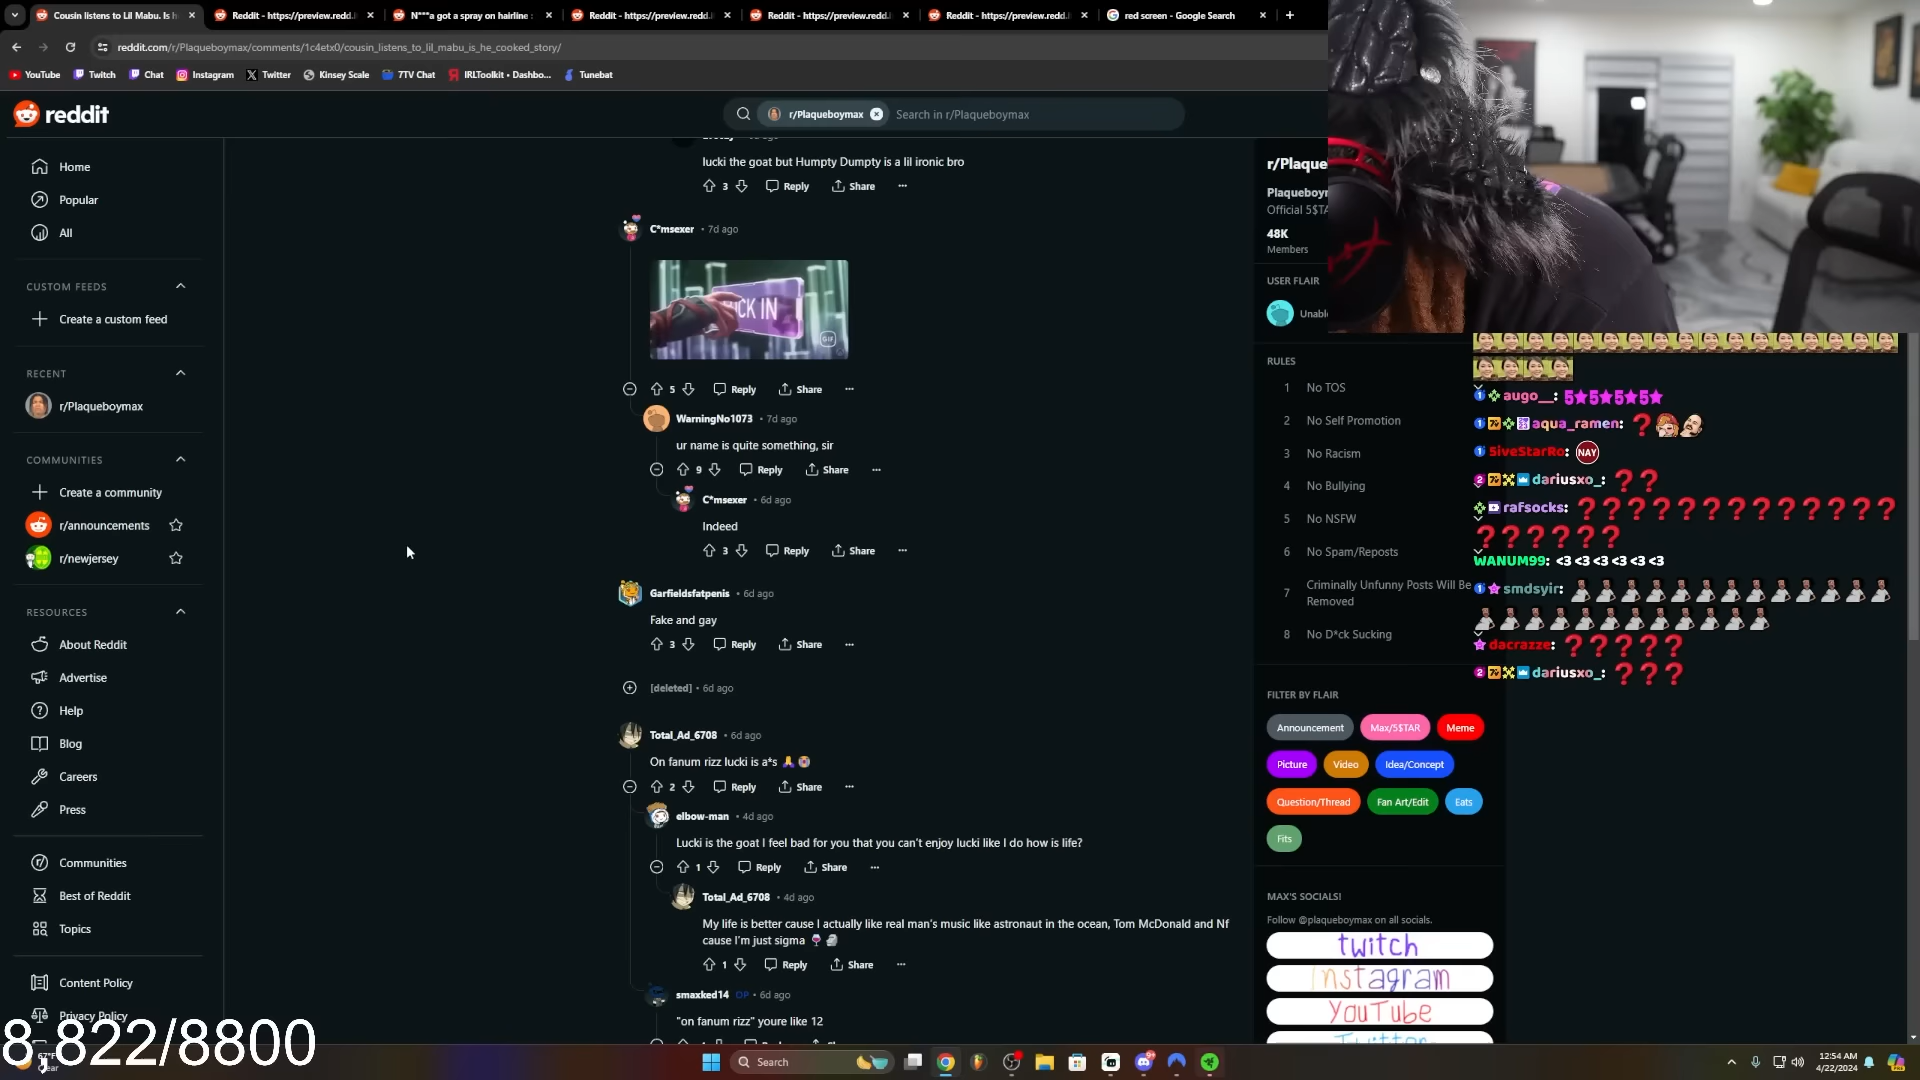 Cousin listens to Lil Mabu. Is h
Reddit - https://preview.redd.i
N***a got a spray on hairline :
Reddit - https://preview.redd.i
Reddit - https://preview.redd.i
Reddit - https://preview.redd.i
red screen - Google Search
reddit.com/r/Plaqueboymax/comments/1c4etx0/cousin_listens_to_lil_mabu_is_he_cooked_story/
YouTube
Twitch
Chat
Instagram
Twitter
Kinsey Scale
7TV Chat
IRLToolkit • Dashbo...
Tunebat
reddit
r/Plaqueboymax
Search in r/Plaqueboymax
Home
Popular
All
CUSTOM FEEDS
Create a custom feed
RECENT
r/Plaqueboymax
COMMUNITIES
Create a community
r/announcements
r/newjersey
RESOURCES
About Reddit
Advertise
Help
Blog
Careers
Press
Communities
Best of Reddit
Topics
Content Policy
Privacy Policy
8,822/8800
lucki the goat but Humpty Dumpty is a lil ironic bro
3 Reply Share
C*msexer • 7d ago
CK IN
GIF
5 Reply Share
WarningNo1073 • 7d ago
ur name is quite something, sir
9 Reply Share
C*msexer • 6d ago
Indeed
3 Reply Share
Garfieldsfatpenis • 6d ago
Fake and gay
3 Reply Share
[deleted] • 6d ago
Total_Ad_6708 • 6d ago
On fanum rizz lucki is a*s
2 Reply Share
elbow-man • 4d ago
Lucki is the goat I feel bad for you that you can't enjoy lucki like I do how is life?
1 Reply Share
Total_Ad_6708 • 4d ago
My life is better cause I actually like real man's music like astronaut in the ocean, Tom McDonald and Nf
cause I'm just sigma
1 Reply Share
smaxked14 OP • 6d ago
"on fanum rizz" youre like 12
r/Plaque
Official 5$TA
48K
Members
USER FLAIR
RULES
1 No TOS
2 No Self Promotion
3 No Racism
4 No Bullying
5 No NSFW
6 No Spam/Reposts
7 Criminally Unfunny Posts Will Be
Removed
8 No D*ck Sucking
FILTER BY FLAIR
Announcement
Max/5$TAR
Meme
Picture
Video
Idea/Concept
Question/Thread
Fan Art/Edit
Eats
Fits
MAX'S SOCIALS!
Follow @plaqueboymax on all socials.
twitch
Instagram
YouTube
augo__: 5★5★5★5★
aqua_ramen: ?
5iveStarRo: NAY
dariusxo_: ??
rafsocks: ?????????????
??????
WANUM99: <3 <3 <3 <3 <3 <3
smdsyir:
dacrazze: ?????
dariusxo_: ???
Search
12:54 AM
4/22/2024